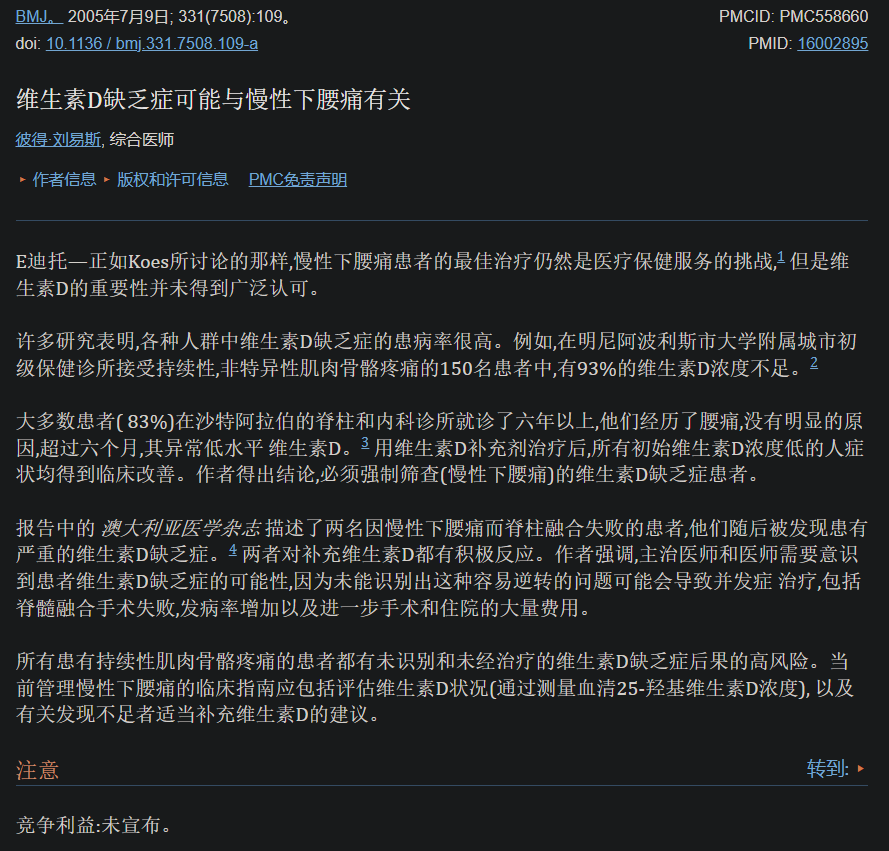 BMJ。 2005年7月9日; 331(7508):109。
PMCID: PMC558660
doi: 10.1136 / bmj.331.7508.109-a
PMID: 16002895
维生素D缺乏症可能与慢性下腰痛有关
彼得·刘易斯, 综合医师
▸ 作者信息 ▸ 版权和许可信息 PMC免责声明
E迪托—正如Koes所讨论的那样,慢性下腰痛患者的最佳治疗仍然是医疗保健服务的挑战,1 但是维
生素D的重要性并未得到广泛认可。
许多研究表明,各种人群中维生素D缺乏症的患病率很高。例如,在明尼阿波利斯市大学附属城市初
级保健诊所接受持续性,非特异性肌肉骨骼疼痛的150名患者中,有93%的维生素D浓度不足。2
大多数患者( 83%)在沙特阿拉伯的脊柱和内科诊所就诊了六年以上,他们经历了腰痛,没有明显的原
因,超过六个月,其异常低水平 维生素D。3 用维生素D补充剂治疗后,所有初始维生素D浓度低的人症
状均得到临床改善。作者得出结论,必须强制筛查(慢性下腰痛)的维生素D缺乏症患者。
报告中的 澳大利亚医学杂志 描述了两名因慢性下腰痛而脊柱融合失败的患者,他们随后被发现患有
严重的维生素D缺乏症。4 两者对补充维生素D都有积极反应。作者强调,主治医师和医师需要意识
到患者维生素D缺乏症的可能性,因为未能识别出这种容易逆转的问题可能会导致并发症 治疗,包括
脊髓融合手术失败,发病率增加以及进一步手术和住院的大量费用。
所有患有持续性肌肉骨骼疼痛的患者都有未识别和未经治疗的维生素D缺乏症后果的高风险。当
前管理慢性下腰痛的临床指南应包括评估维生素D状况(通过测量血清25-羟基维生素D浓度), 以及
有关发现不足者适当补充维生素D的建议。
注意
转到: ▸
竞争利益:未宣布。